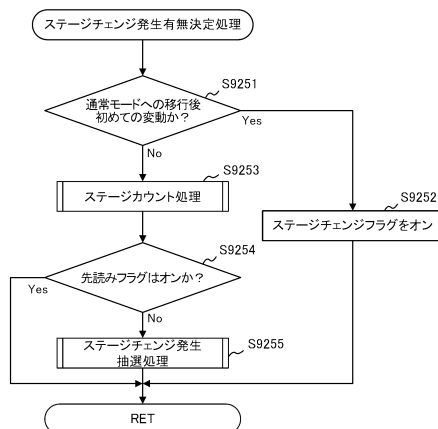 ステージチェンジ発生有無決定処理
S9251
通常モードへの移行後
初めての変動か？
Yes
No
S9253
ステージカウント処理
S9252
ステージチェンジフラグをオン
S9254
先読みフラグはオンか？
Yes
No
ステージチェンジ発生
抽選処理
S9255
RET